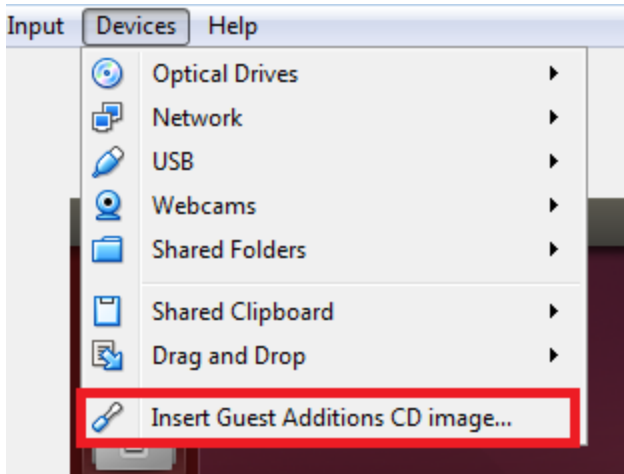 Input Devices Help
Optical Drives
Network
USB
Webcams
Shared Folders
Shared Clipboard
Drag and Drop
Insert Guest Additions CD image...